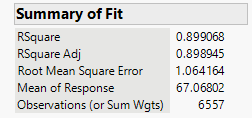 Summary of Fit
RSquare 0.899068
RSquare Adj 0.898945
Root Mean Square Error 1.064164
Mean of Response 67.06802
Observations (or Sum Wgts) 6557